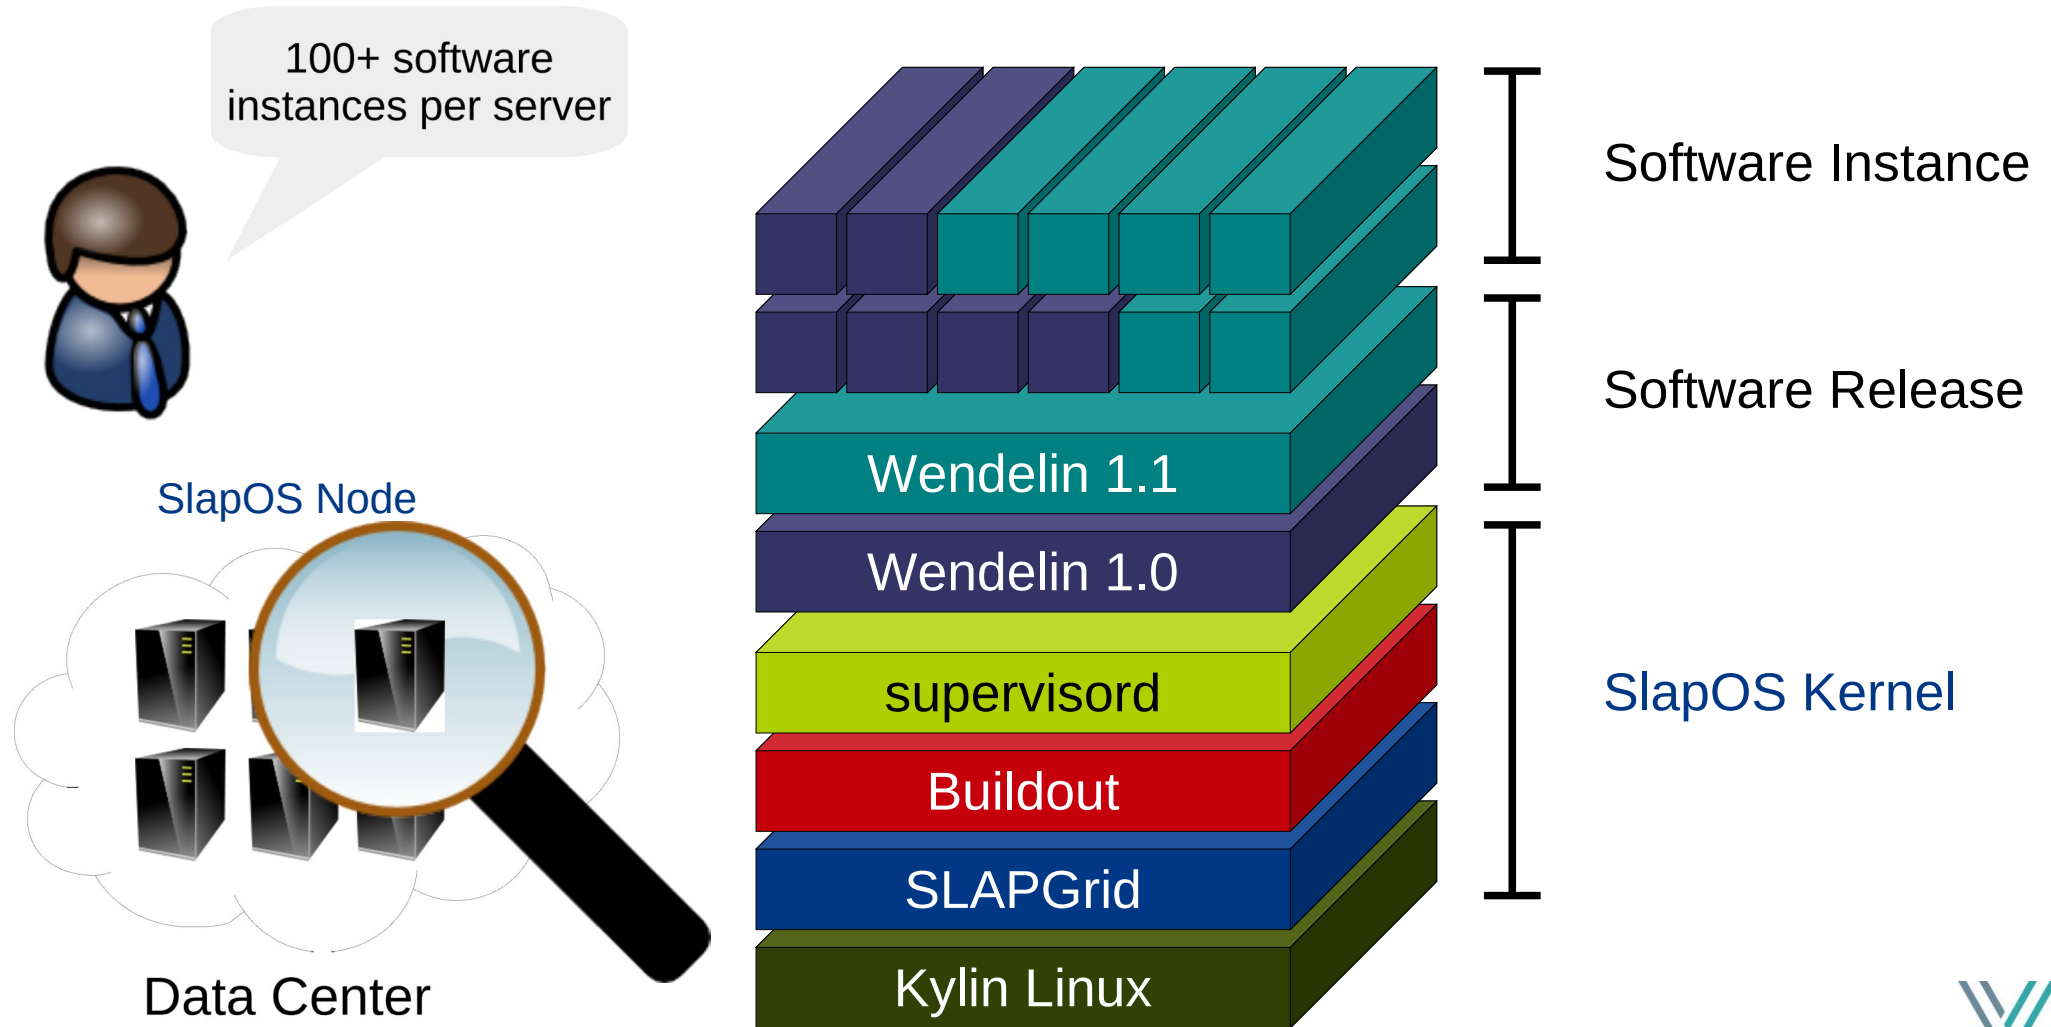 100+ software
instances per server
SlapOS Node
Data Center
Wendelin 1.1
Wendelin 1.0
supervisord
Buildout
SLAPGrid
Kylin Linux
Software Instance
Software Release
SlapOS Kernel